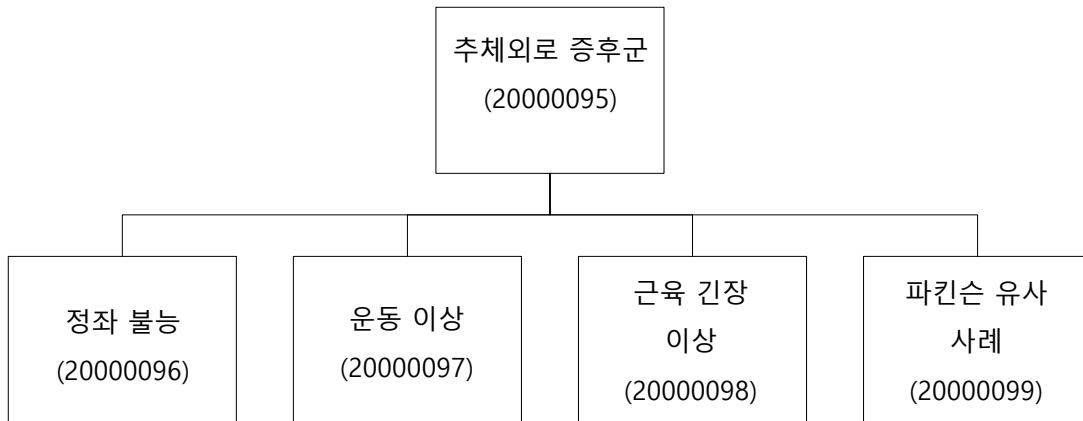 추체외로 증후군
(20000095)
정좌 불능
(20000096)
운동 이상
(20000097)
근육 긴장
이상
(20000098)
파킨슨 유사
사례
(20000099)